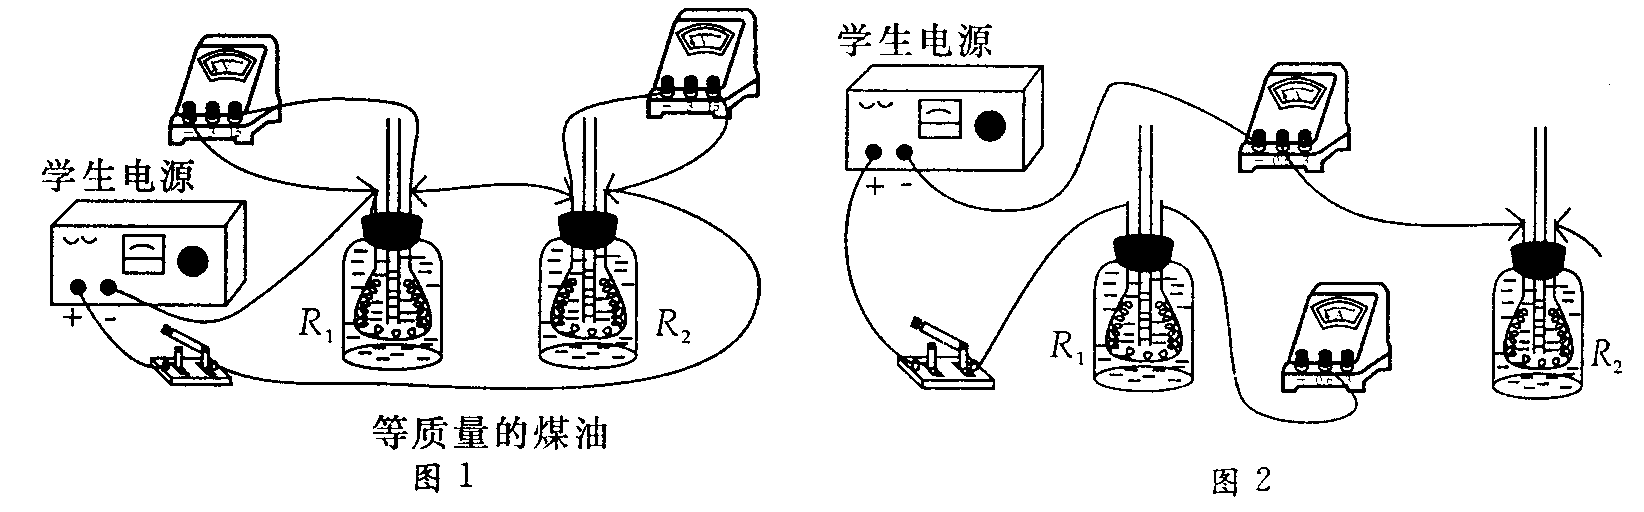 学生电源
+ -
R₁
R₂
等质量的煤油
图 1
学生电源
+ -
R₁
R₂
图 2